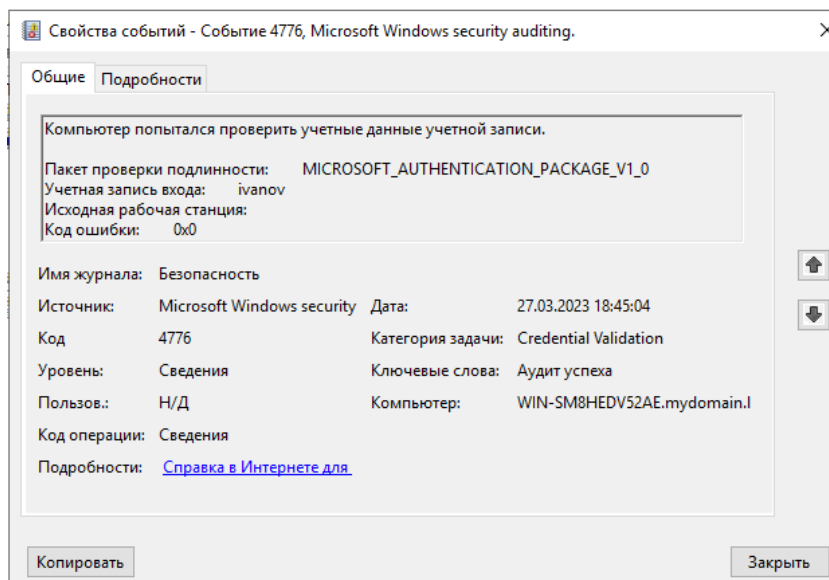 Свойства событий - Событие 4776, Microsoft Windows security auditing.
Общие Подробности
Компьютер попытался проверить учетные данные учетной записи.
Пакет проверки подлинности: MICROSOFT_AUTHENTICATION_PACKAGE_V1_0
Учетная запись входа: ivanov
Исходная рабочая станция:
Код ошибки: 0x0
Имя журнала: Безопасность
Источник: Microsoft Windows security Дата: 27.03.2023 18:45:04
Код 4776 Категория задачи: Credential Validation
Уровень: Сведения Ключевые слова: Аудит успеха
Пользов.: Н/Д Компьютер: WIN-SM8HEDV52AE.mydomain.l
Код операции: Сведения
Подробности: Справка в Интернете для
Копировать Закрыть